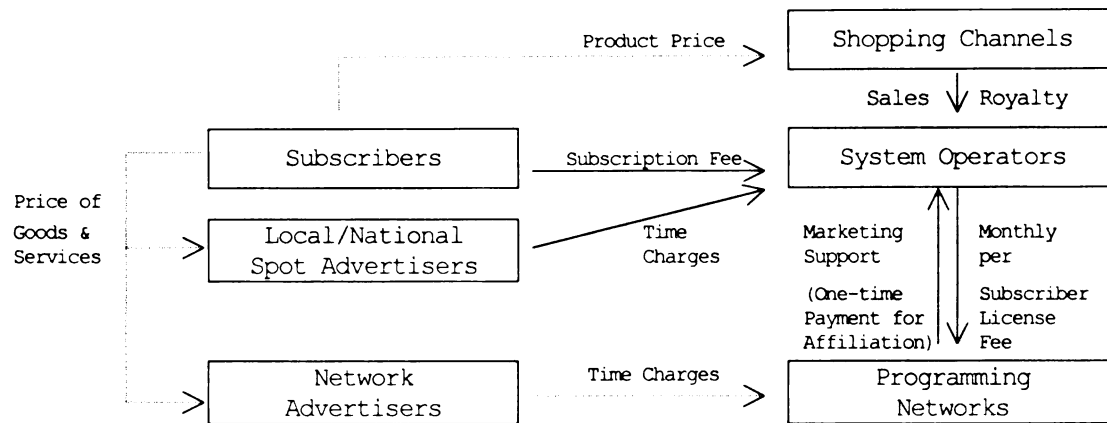 Product Price
Shopping Channels
Sales Royalty
Subscribers
Subscription Fee
System Operators
Price of
Goods &
Services
Local/National
Spot Advertisers
Time
Charges
Marketing
Support
(One-time
Payment for
Affiliation)
Monthly
per
Subscriber
License
Fee
Network
Advertisers
Time Charges
Programming
Networks